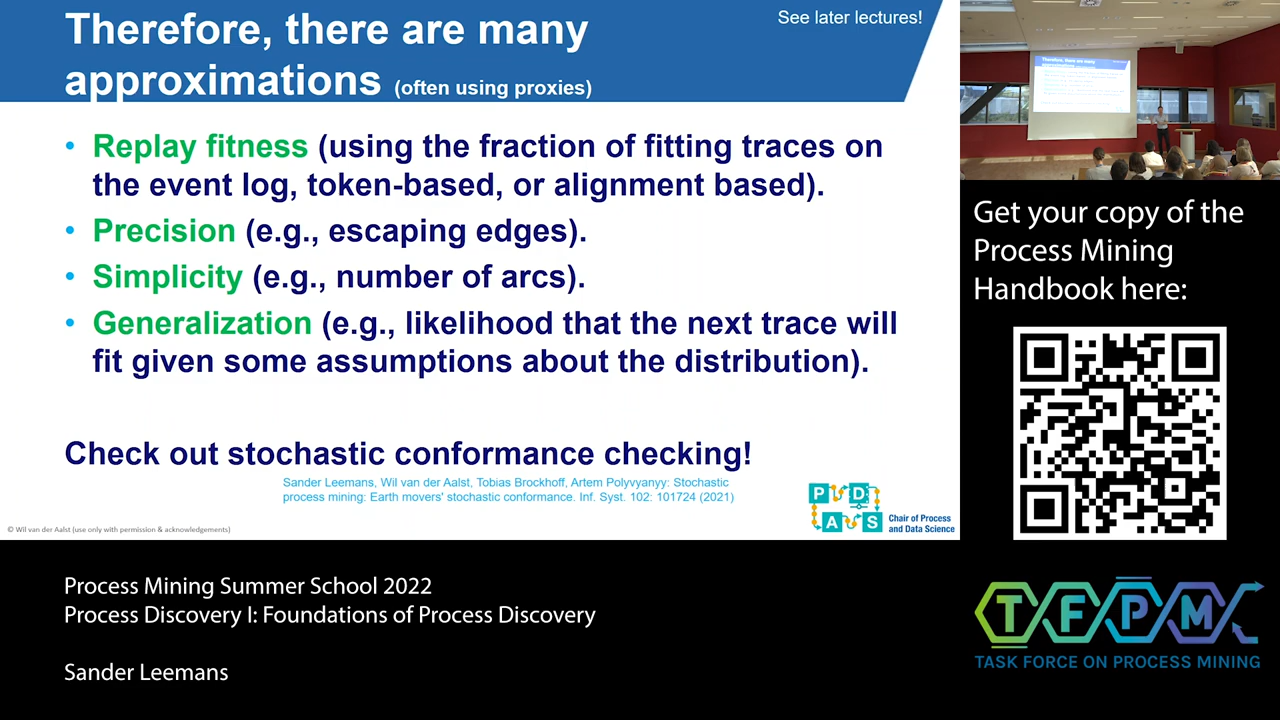 Therefore, there are many
approximations (often using proxies)
See later lectures!
• Replay fitness (using the fraction of fitting traces on
the event log, token-based, or alignment based).
• Precision (e.g., escaping edges).
• Simplicity (e.g., number of arcs).
• Generalization (e.g., likelihood that the next trace will
fit given some assumptions about the distribution).
Check out stochastic conformance checking!
Sander Leemans, Wil van der Aalst, Tobias Brockhoff, Artem Polyvyanyy: Stochastic
process mining: Earth movers' stochastic conformance. Inf. Syst. 102: 101724 (2021)
P D
A S
Chair of Process
and Data Science
© Wil van der Aalst (use only with permission & acknowledgements)
Therefore, there are many
Get your copy of the
Process Mining
Handbook here:
Process Mining Summer School 2022
Process Discovery I: Foundations of Process Discovery
Sander Leemans
TFPM
TASK FORCE ON PROCESS MINING